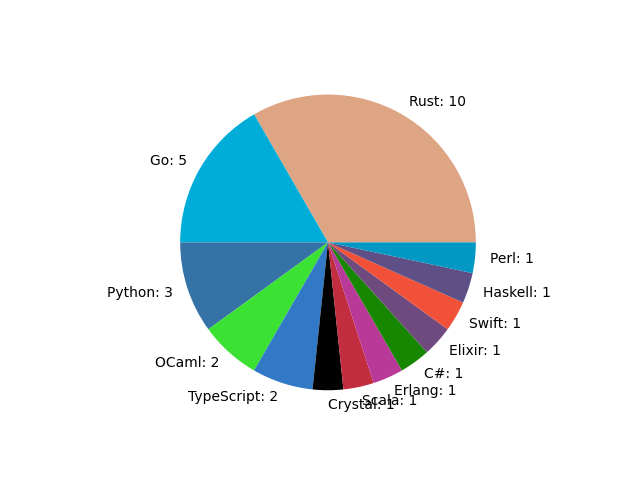 Rust: 10
Go: 5
Python: 3
OCaml: 2
TypeScript: 2
Crystal: 1
Scala: 1
Erlang: 1
C#: 1
Elixir: 1
Swift: 1
Haskell: 1
Perl: 1